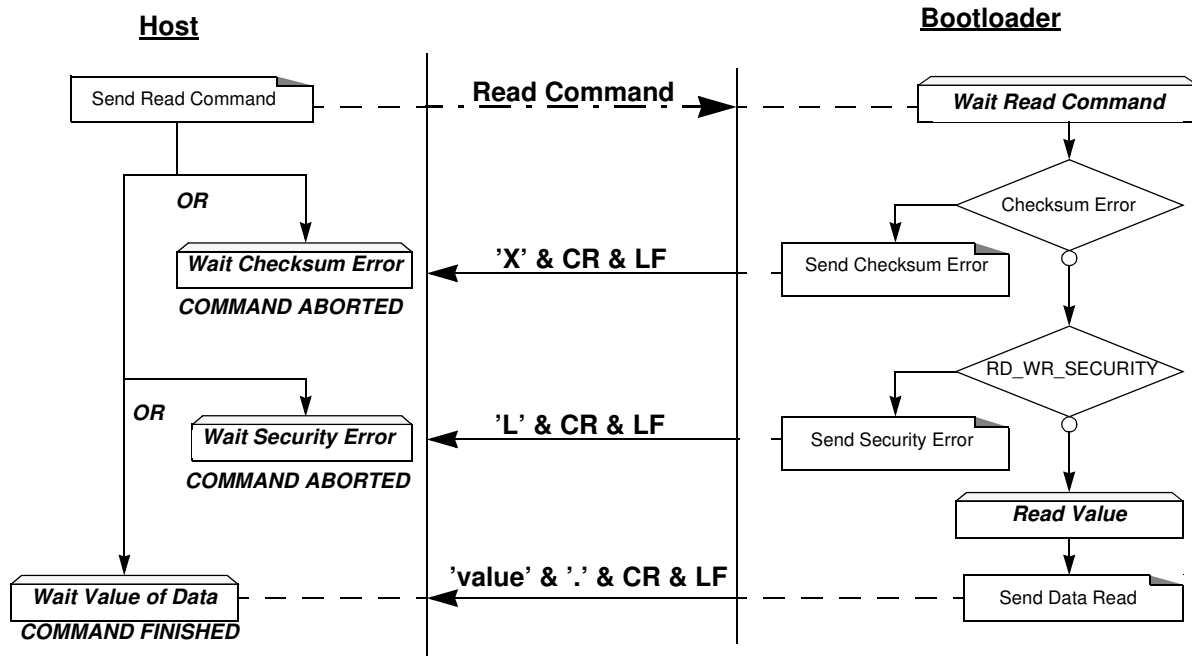 Host
Bootloader
Send Read Command
Read Command
Wait Read Command
OR
Checksum Error
Wait Checksum Error
’X’ & CR & LF
Send Checksum Error
COMMAND ABORTED
RD_WR_SECURITY
OR
Wait Security Error
’L’ & CR & LF
Send Security Error
COMMAND ABORTED
Read Value
’value’ & ’.’ & CR & LF
Wait Value of Data
Send Data Read
COMMAND FINISHED